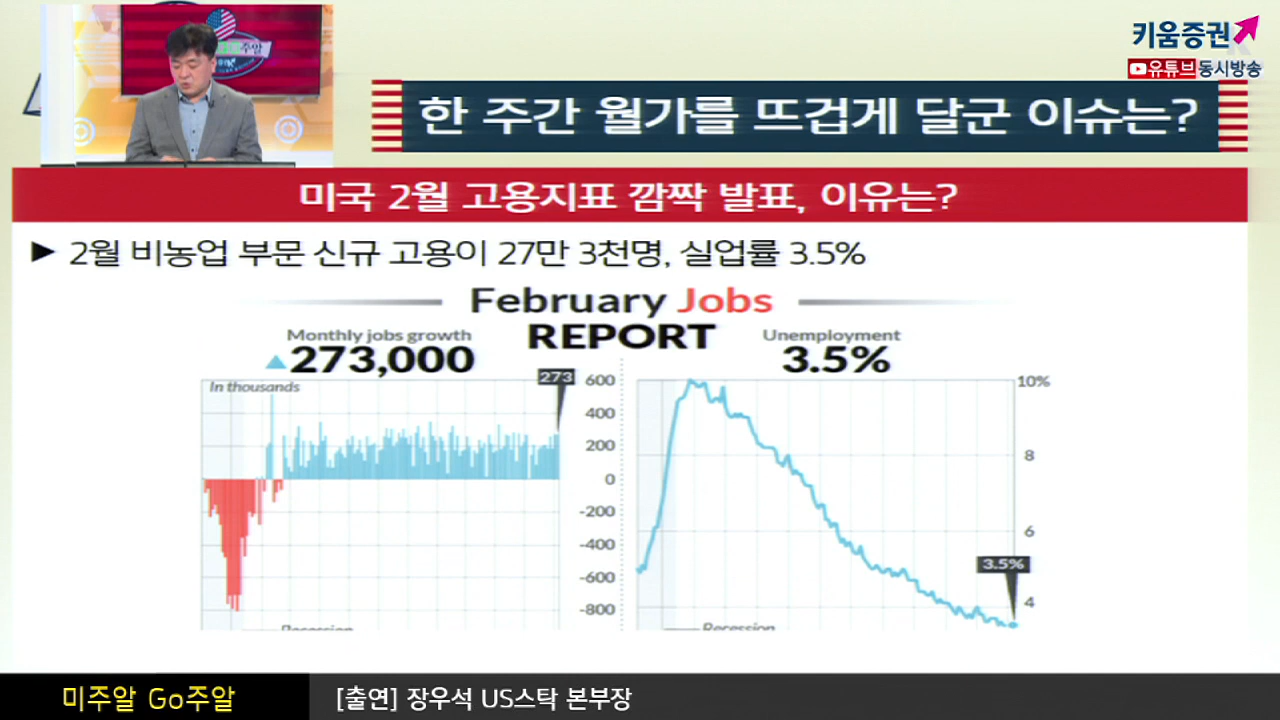 주알
키움증권
유튜브동시방송
한 주간 월가를 뜨겁게 달군 이슈는?
미국 2월 고용지표 깜짝 발표, 이유는?
▶ 2월 비농업 부문 신규 고용이 27만 3천명, 실업률 3.5%
February Jobs
REPORT
Monthly jobs growth
▲273,000
Unemployment
3.5%
In thousands
273
600
400
200
0
-200
-400
-600
-800
Recession
10%
8
6
4
3.5%
Recession
미주알 Go주알
[출연] 장우석 US스탁 본부장